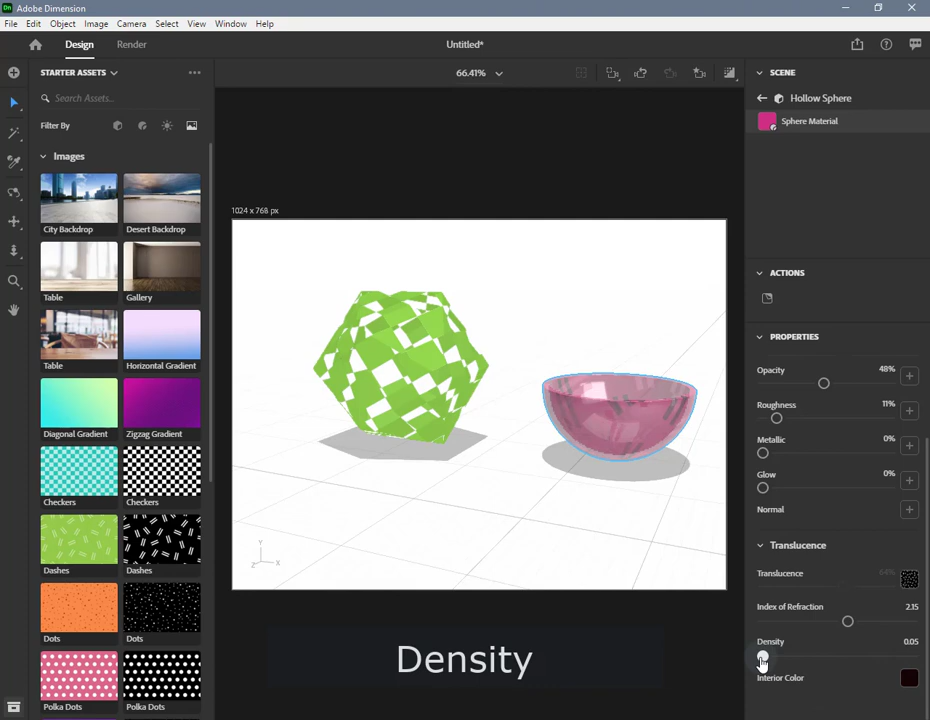 Dn Adobe Dimension
File Edit Object Image Camera Select View Window Help
Design Render Untitled*
STARTER ASSETS
66.41%
SCENE
Search Assets...
Hollow Sphere
Filter By
Sphere Material
Images
1024 x 768 px
City Backdrop Desert Backdrop
ACTIONS
Table Gallery
PROPERTIES
Table Horizontal Gradient
Opacity 48%
Roughness 11%
Diagonal Gradient Zigzag Gradient
Metallic 0%
Glow 0%
Checkers Checkers
Normal
Translucence
Dashes Dashes
Translucence 64%
Index of Refraction 2.15
Dots Dots
Density 0.05
Density
Interior Color
Polka Dots Polka Dots
Y
Z X